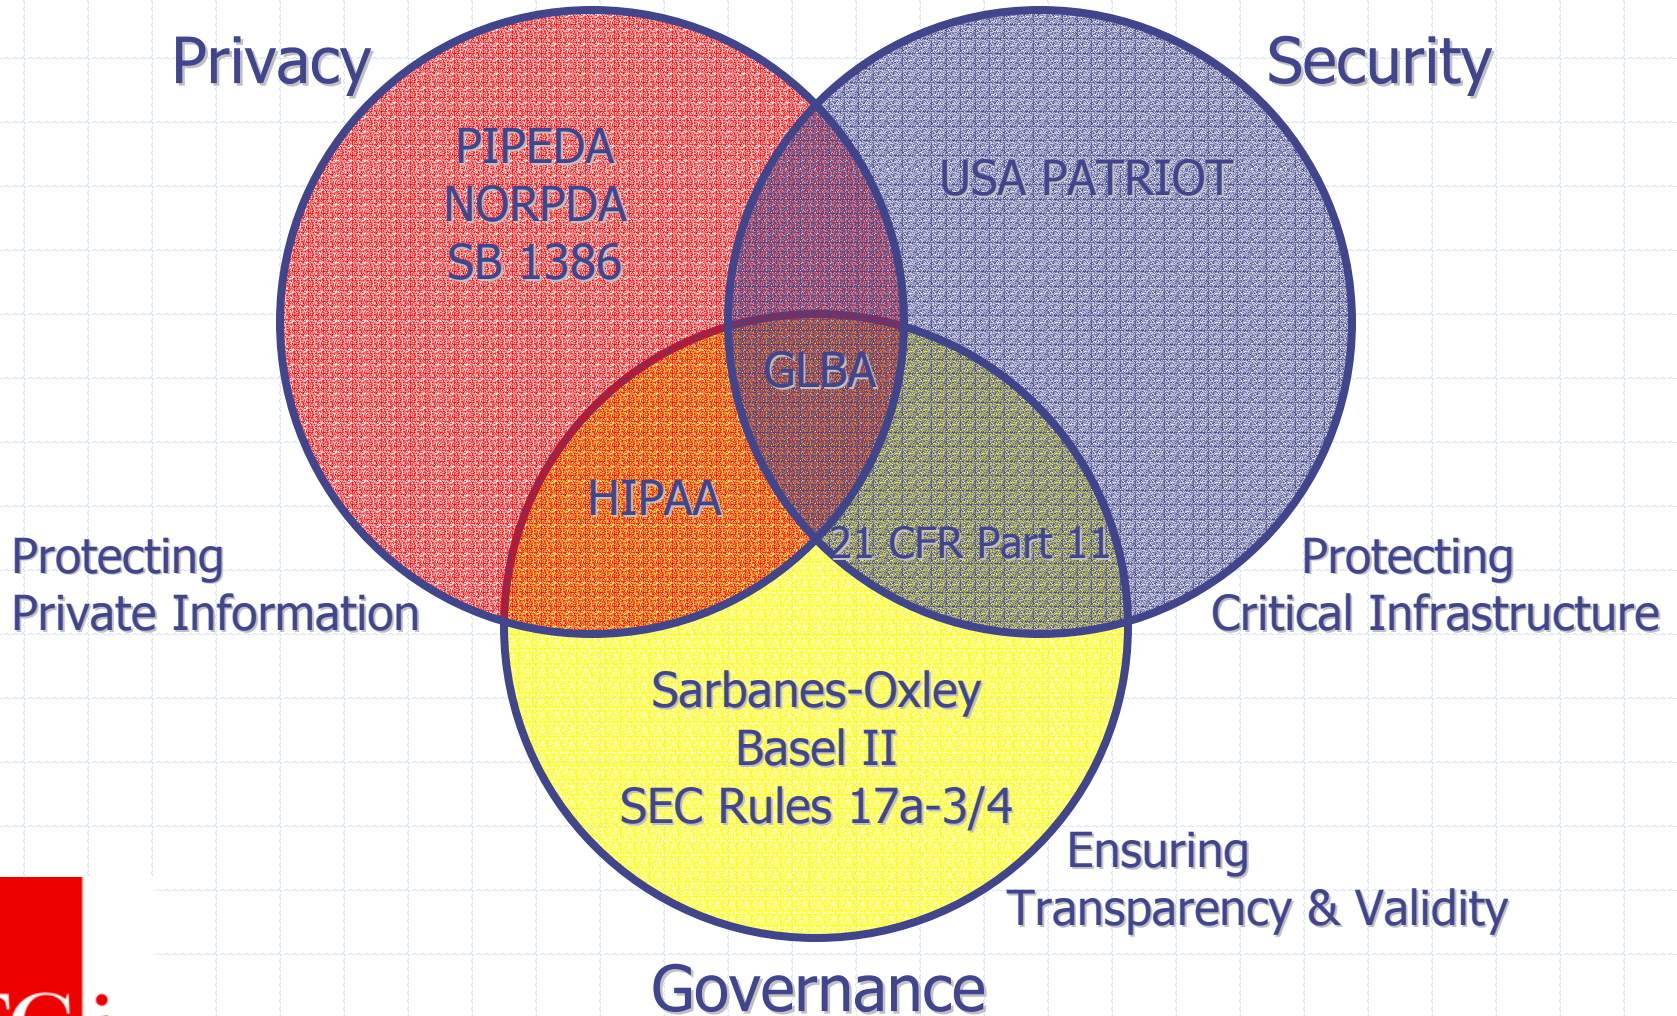 Privacy
Security
PIPEDA
NORPDA
SB 1386
USA PATRIOT
GLBA
HIPAA
21 CFR Part 11
Protecting
Private Information
Protecting
Critical Infrastructure
Sarbanes-Oxley
Basel II
SEC Rules 17a-3/4
Ensuring
Transparency & Validity
Governance